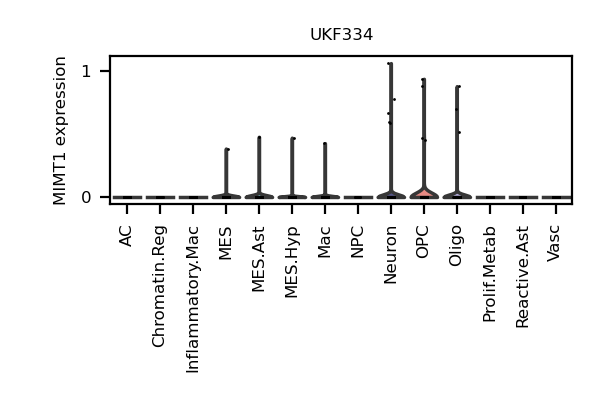 UKF334
MIMT1 expression
1
0
AC
Chromatin.Reg
Inflammatory.Mac
MES
MES.Ast
MES.Hyp
Mac
NPC
Neuron
OPC
Oligo
Prolif.Metab
Reactive.Ast
Vasc